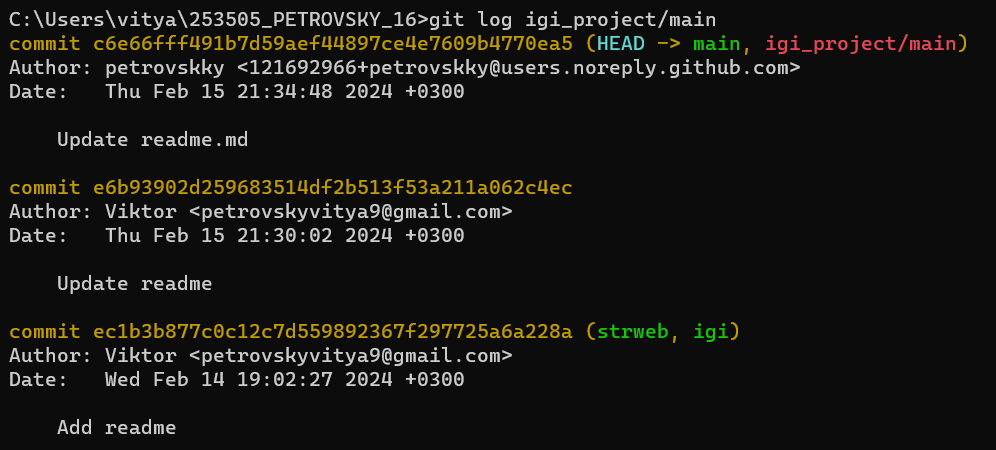 C:\Users\vitya\253505_PETROVSKY_16>git log igi_project/main
commit c6e66fff491b7d59aef44897ce4e7609b4770ea5 (HEAD -> main, igi_project/main)
Author: petrovskky <121692966+petrovskky@users.noreply.github.com>
Date:   Thu Feb 15 21:34:48 2024 +0300
    Update readme.md
commit e6b93902d259683514df2b513f53a211a062c4ec
Author: Viktor <petrovskyvitya9@gmail.com>
Date:   Thu Feb 15 21:30:02 2024 +0300
    Update readme
commit ec1b3b877c0c12c7d559892367f297725a6a228a (strweb, igi)
Author: Viktor <petrovskyvitya9@gmail.com>
Date:   Wed Feb 14 19:02:27 2024 +0300
    Add readme